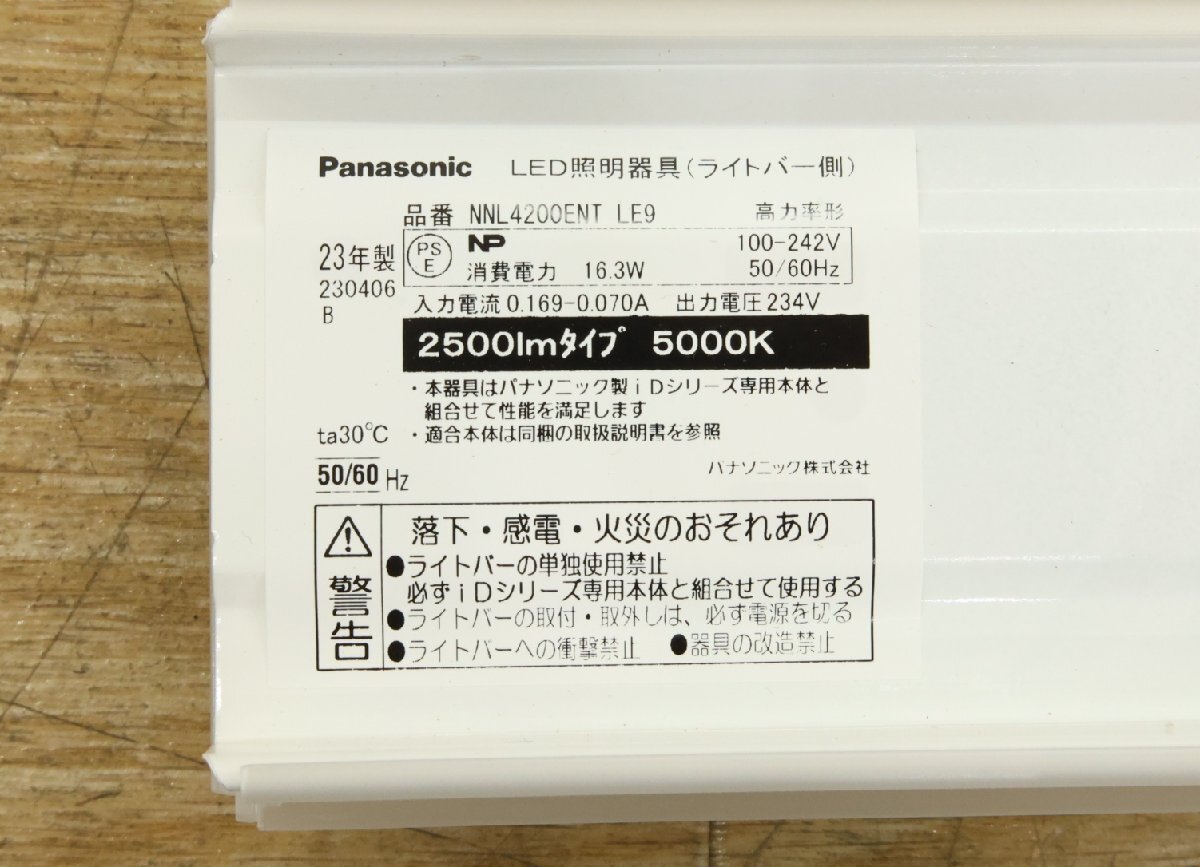 Panasonic LED照明器具(ライトバー側)
品番 NNL4200ENT LE9 高力率形
23年製 PS E NP 100-242V
230406 消費電力 16.3W 50/60Hz
B 入力電流0.169-0.070A 出力電圧234V
2500lmタイプ 5000K
・本器具はパナソニック製iDシリーズ専用本体と
組合せて性能を満足します
ta30℃ ・適合本体は同梱の取扱説明書を参照
50/60 Hz パナソニック株式会社
警告
落下・感電・火災のおそれあり
●ライトバーの単独使用禁止
必ずiDシリーズ専用本体と組合せて使用する
●ライトバーの取付・取外しは、必ず電源を切る
●ライトバーへの衝撃禁止 ●器具の改造禁止